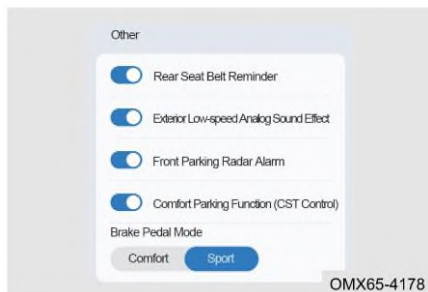 Other
Rear Seat Belt Reminder
Exterior Low-speed Analog Sound Effect
Front Parking Radar Alarm
Comfort Parking Function (CST Control)
Brake Pedal Mode
Comfort Sport
OMX65-4178